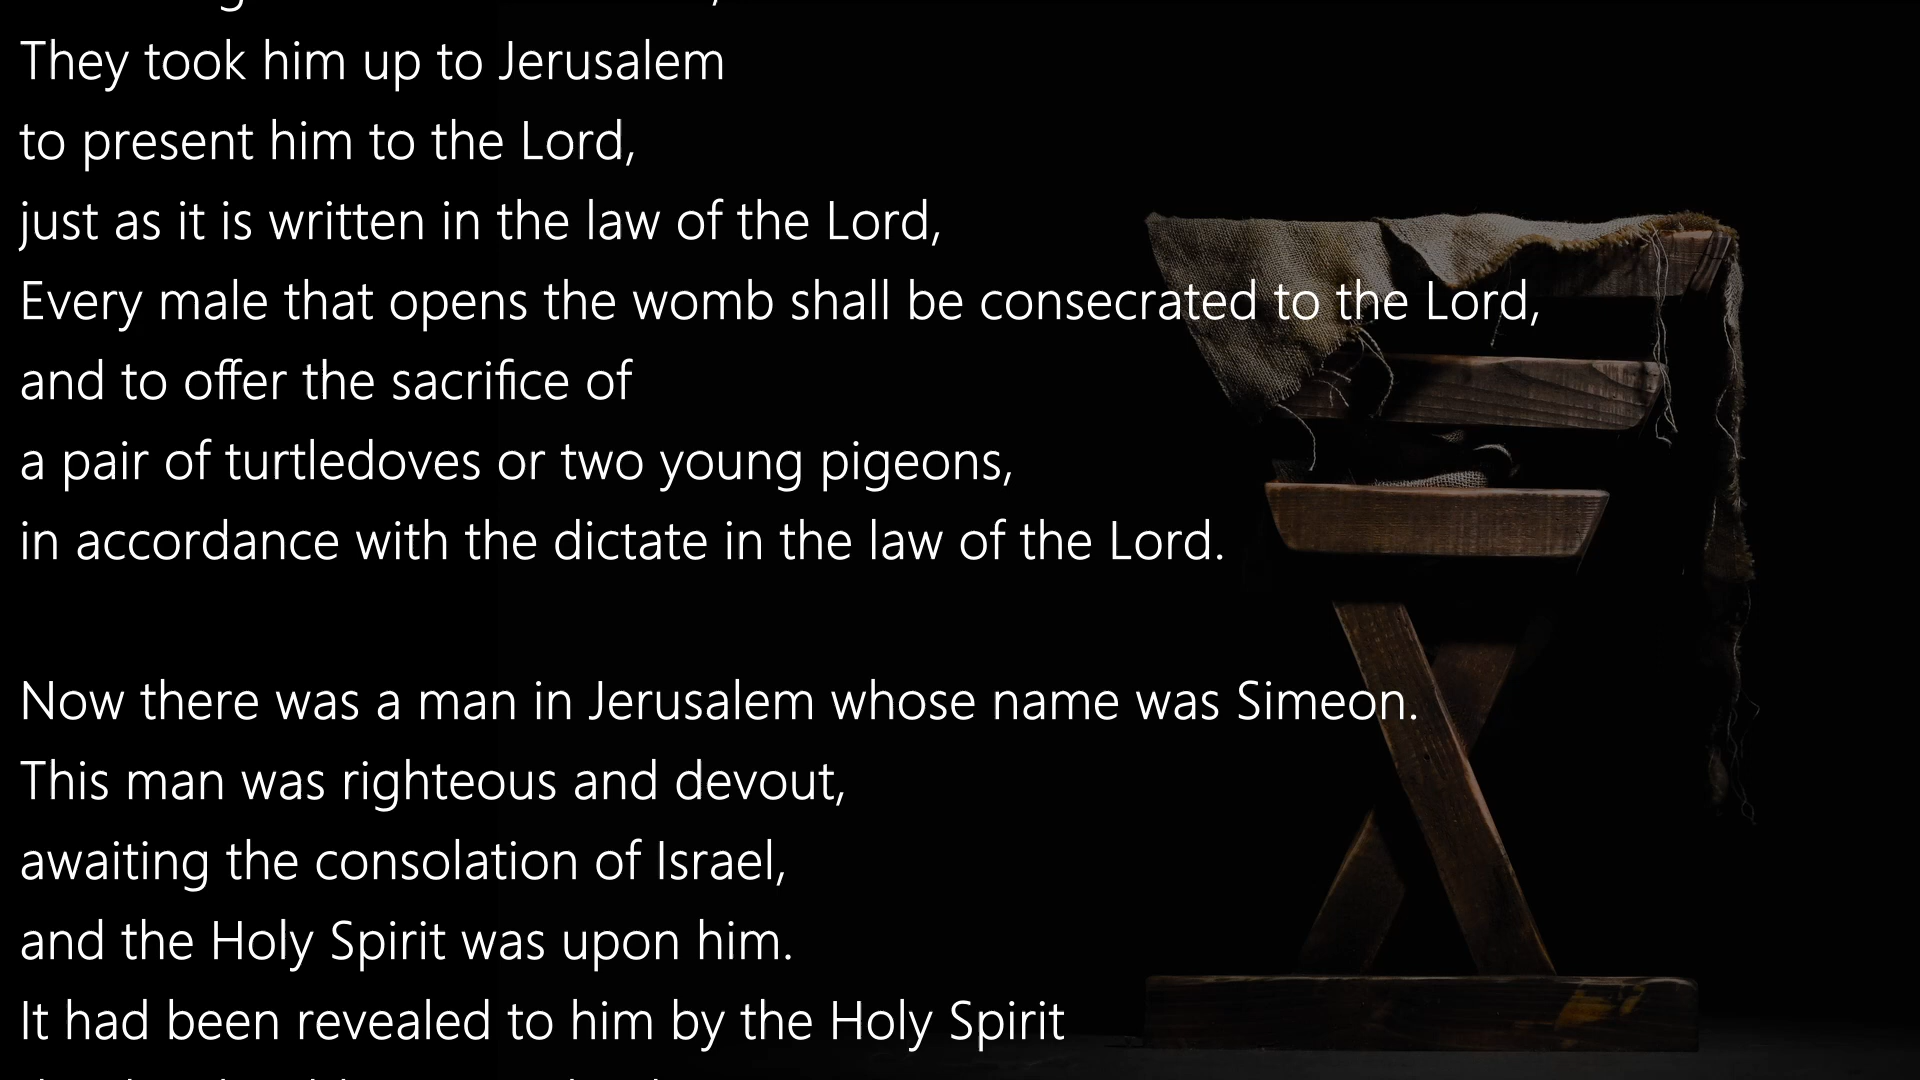 They took him up to Jerusalem
to present him to the Lord,
just as it is written in the law of the Lord,
Every male that opens the womb shall be consecrated to the Lord,
and to offer the sacrifice of
a pair of turtledoves or two young pigeons,
in accordance with the dictate in the law of the Lord.
Now there was a man in Jerusalem whose name was Simeon.
This man was righteous and devout,
awaiting the consolation of Israel,
and the Holy Spirit was upon him.
It had been revealed to him by the Holy Spirit